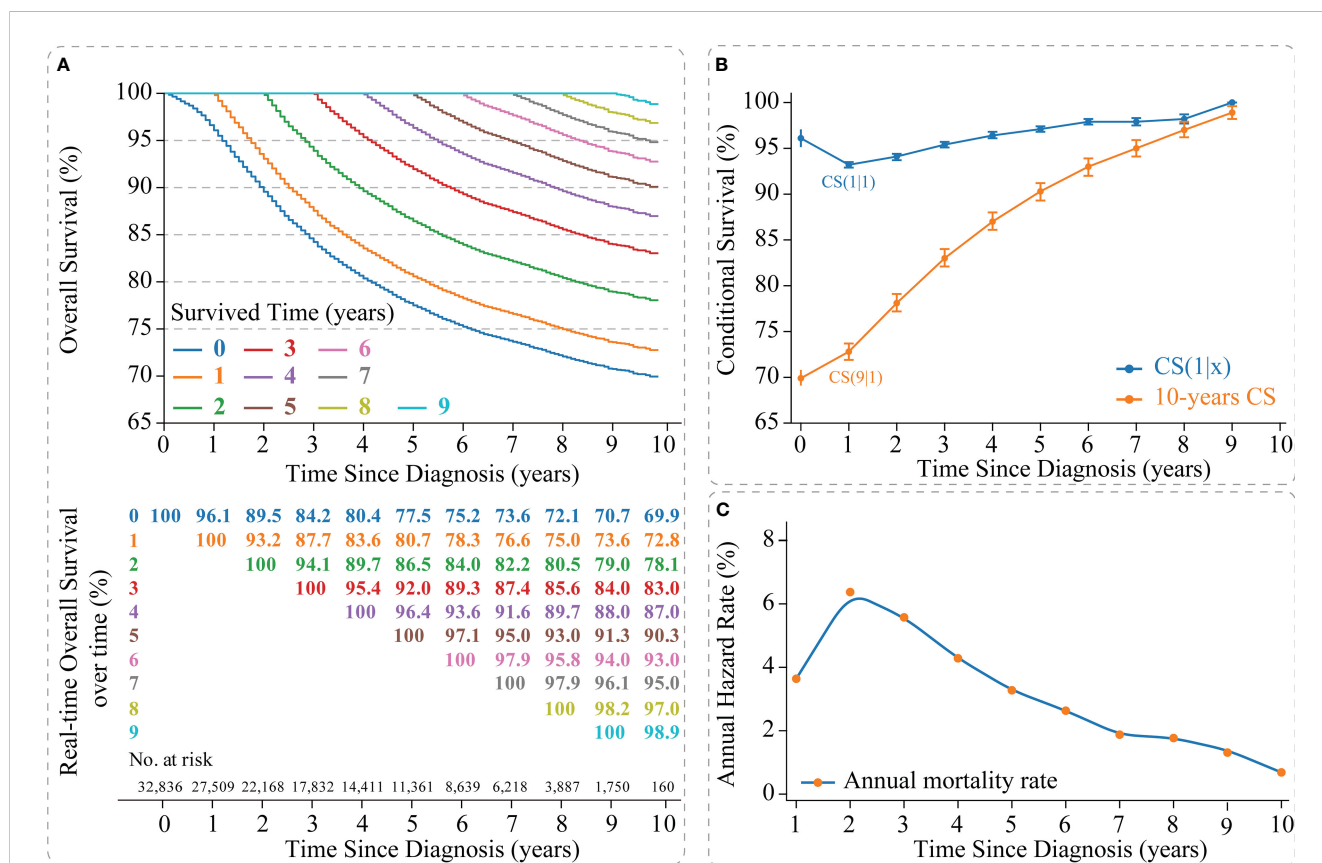 A
100
95
90
85
80
75
70
65
Overall Survival (%)
Survived Time (years)
0 3 6
1 4 7
2 5 8 9
0 1 2 3 4 5 6 7 8 9 10
Time Since Diagnosis (years)
Real-time Overall Survival
over time (%)
0 100 96.1 89.5 84.2 80.4 77.5 75.2 73.6 72.1 70.7 69.9
1 100 93.2 87.7 83.6 80.7 78.3 76.6 75.0 73.6 72.8
2 100 94.1 89.7 86.5 84.0 82.2 80.5 79.0 78.1
3 100 95.4 92.0 89.3 87.4 85.6 84.0 83.0
4 100 96.4 93.6 91.6 89.7 88.0 87.0
5 100 97.1 95.0 93.0 91.3 90.3
6 100 97.9 95.8 94.0 93.0
7 100 97.9 96.1 95.0
8 100 98.2 97.0
9 100 98.9
No. at risk
32,836 27,509 22,168 17,832 14,411 11,361 8,639 6,218 3,887 1,750 160
0 1 2 3 4 5 6 7 8 9 10
Time Since Diagnosis (years)
B
100
95
90
85
80
75
70
65
Conditional Survival (%)
CS(1|1)
CS(9|1)
CS(1|x)
10-years CS
0 1 2 3 4 5 6 7 8 9 10
Time Since Diagnosis (years)
C
8
6
4
2
0
Annual Hazard Rate (%)
Annual mortality rate
1 2 3 4 5 6 7 8 9 10
Time Since Diagnosis (years)